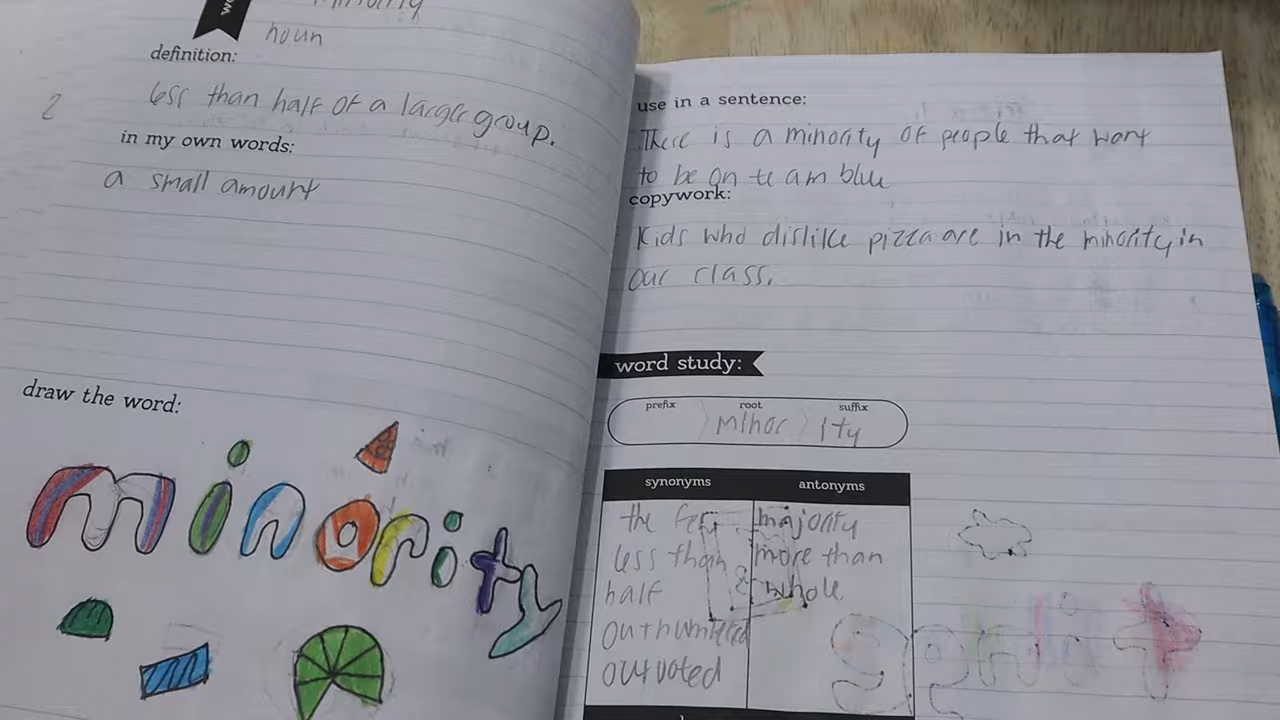 minority
noun
definition:
2
less than half of a larger group.
in my own words:
a small amount
draw the word:
minority
use in a sentence:
There is a minority of people that want
to be on team blue
copywork:
Kids who dislike pizza are in the minority in
our class.
word study:
prefix root suffix
minor ity
synonyms antonyms
the few majority
less than more than
half whole
outnumbered
outvoted